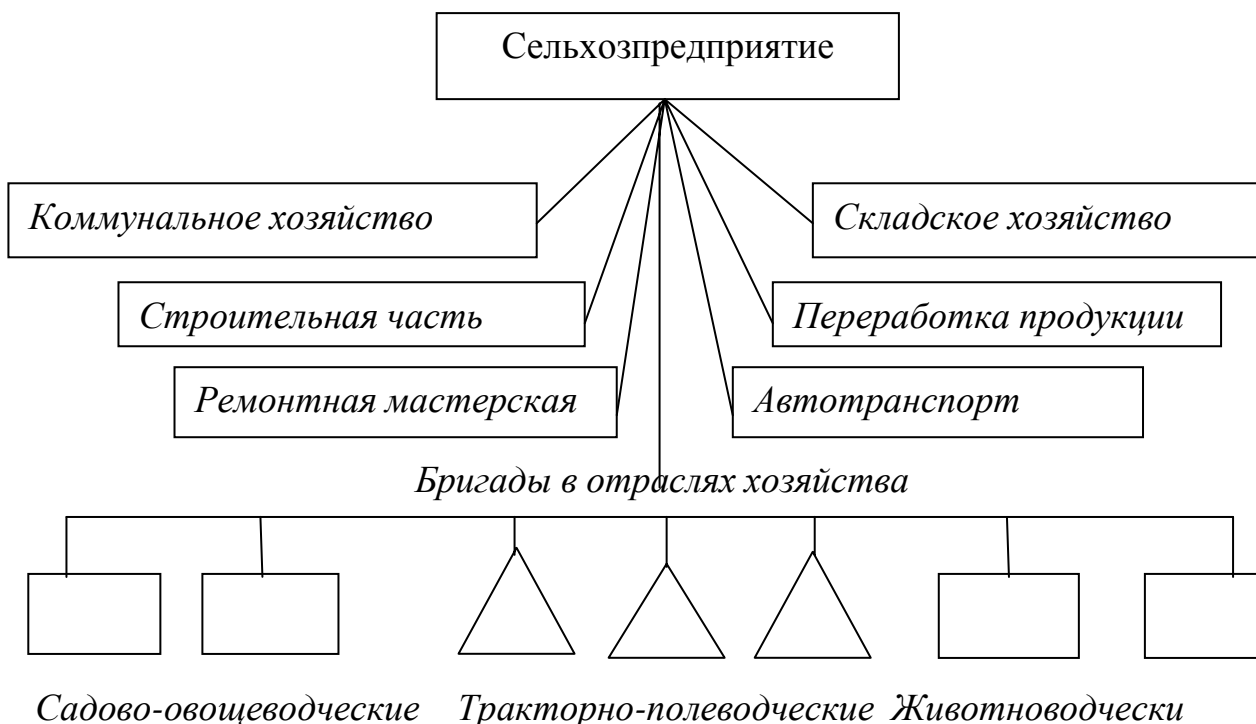 Сельхозпредприятие
Коммунальное хозяйство
Складское хозяйство
Строительная часть
Переработка продукции
Ремонтная мастерская
Автотранспорт
Бригады в отраслях хозяйства
Садово-овощеводческие
Тракторно-полеводческие
Животноводчески